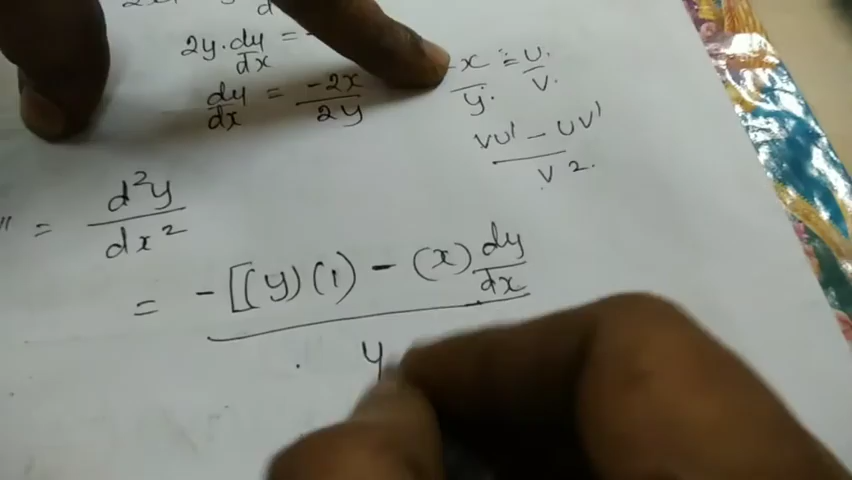 2y · dy/dx = -
dy/dx = -2x/2y
-x/y = u/v
vu' - uv'/v2
" = d²y/dx²
= -[(y)(1) - (x) dy/dx / y